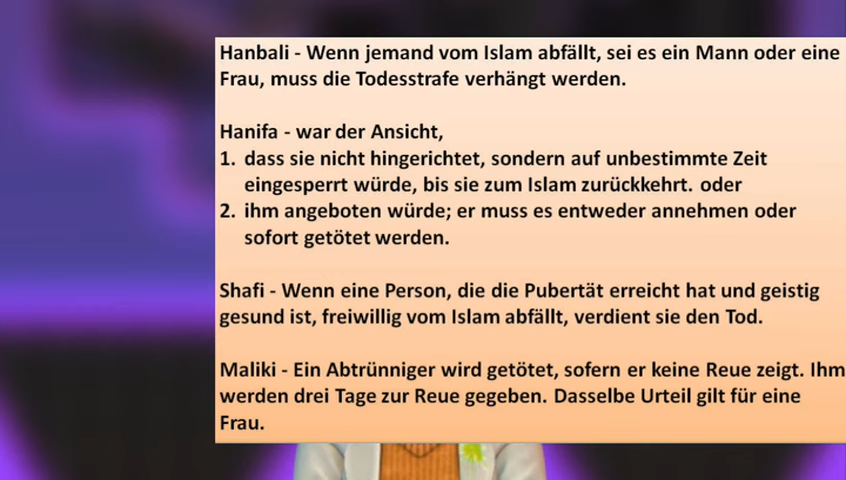 Hanbali - Wenn jemand vom Islam abfällt, sei es ein Mann oder eine
Frau, muss die Todesstrafe verhängt werden.
Hanifa - war der Ansicht,
1. dass sie nicht hingerichtet, sondern auf unbestimmte Zeit
eingesperrt würde, bis sie zum Islam zurückkehrt. oder
2. ihm angeboten würde; er muss es entweder annehmen oder
sofort getötet werden.
Shafi - Wenn eine Person, die die Pubertät erreicht hat und geistig
gesund ist, freiwillig vom Islam abfällt, verdient sie den Tod.
Maliki - Ein Abtrünniger wird getötet, sofern er keine Reue zeigt. Ihm
werden drei Tage zur Reue gegeben. Dasselbe Urteil gilt für eine
Frau.